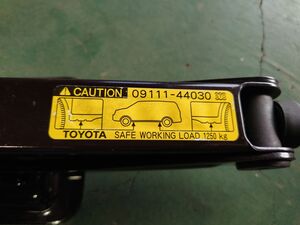 CAUTION 09111-44030
TOYOTA SAFE WORKING LOAD 1250 kg